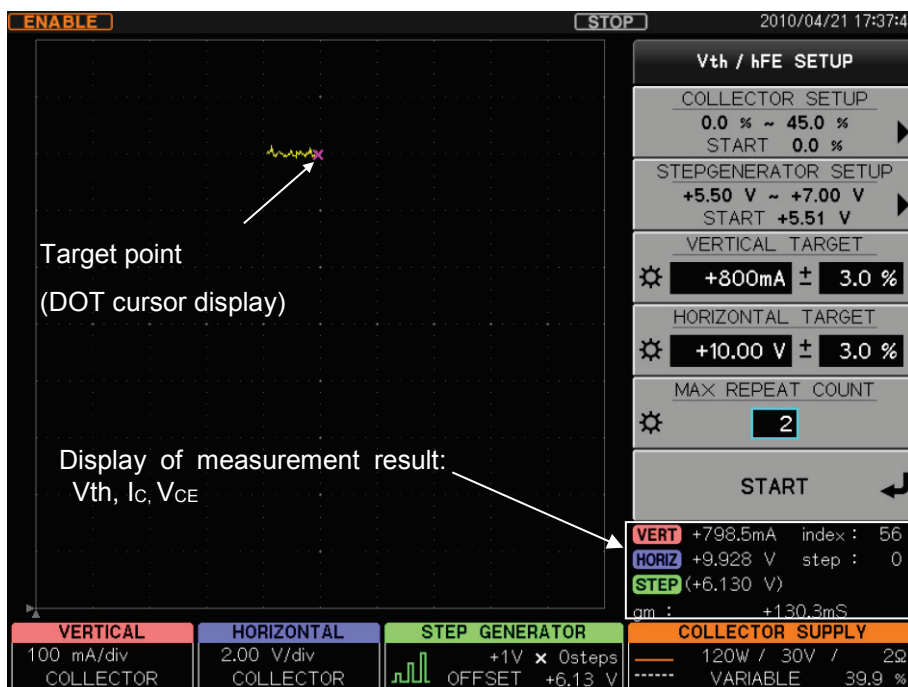 ENABLE STOP 2010/04/21 17:37:4
Vth / hFE SETUP
COLLECTOR SETUP
0.0 % ~ 45.0 %
START 0.0 %
STEPGENERATOR SETUP
+5.50 V ~ +7.00 V
START +5.51 V
VERTICAL TARGET
+800mA ± 3.0 %
HORIZONTAL TARGET
+10.00 V ± 3.0 %
MAX REPEAT COUNT
2
START
Target point
(DOT cursor display)
Display of measurement result:
Vth, IC, VCE
VERT +798.5mA index : 56
HORIZ +9.928 V step : 0
STEP (+6.130 V)
gm : +130.3mS
VERTICAL
100 mA/div
COLLECTOR
HORIZONTAL
2.00 V/div
COLLECTOR
STEP GENERATOR
+1V × 0steps
OFFSET +6.13 V
COLLECTOR SUPPLY
120W / 30V / 2Ω
VARIABLE 39.9 %